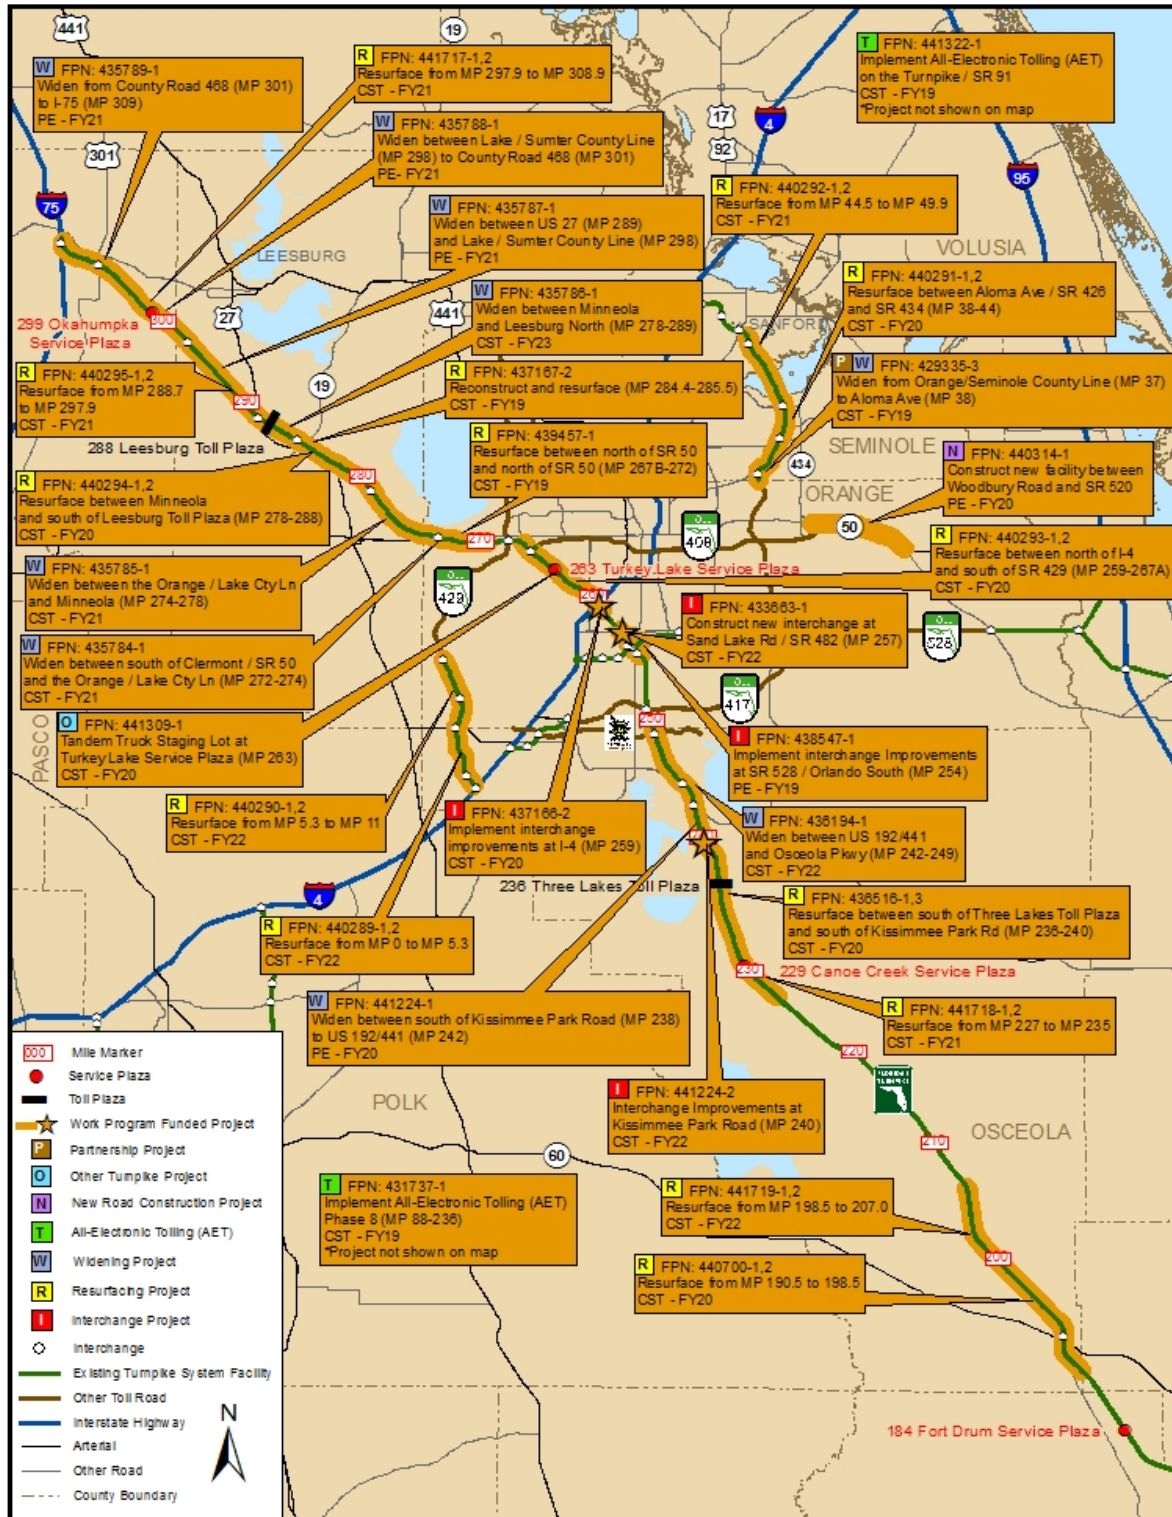 441
19
W FPN: 435789-1
Widen from County Road 468 (MP 301)
to I-75 (MP 309)
PE - FY21
R FPN: 441717-1,2
Resurface from MP 297.9 to MP 308.9
CST - FY21
T FPN: 441322-1
Implement All-Electronic Tolling (AET)
on the Turnpike / SR 91
CST - FY19
*Project not shown on map
W FPN: 435788-1
Widen between Lake / Sumter County Line
(MP 298) to County Road 468 (MP 301)
PE- FY21
17
92
4
301
75
95
R FPN: 440292-1,2
Resurface from MP 44.5 to MP 49.9
CST - FY21
W FPN: 435787-1
Widen between US 27 (MP 289)
and Lake / Sumter County Line (MP 298)
PE - FY21
VOLUSIA
LEESBURG
R FPN: 440291-1,2
Resurface between Aloma Ave / SR 426
and SR 434 (MP 38-44)
CST - FY20
W FPN: 435786-1
Widen between Minneola
and Leesburg North (MP 278-289)
CST - FY23
27
441
SANFORD
299 Okahumpka
Service Plaza
300
R FPN: 440295-1,2
Resurface from MP 288.7
to MP 297.9
CST - FY21
19
R FPN: 437167-2
Reconstruct and resurface (MP 284.4-285.5)
CST - FY19
P W FPN: 429335-3
Widen from Orange/Seminole County Line (MP 37)
to Aloma Ave (MP 38)
CST - FY19
290
288 Leesburg Toll Plaza
R FPN: 439457-1
Resurface between north of SR 50
and north of SR 50 (MP 267B-272)
CST - FY19
SEMINOLE
434
N FPN: 440314-1
Construct new facility between
Woodbury Road and SR 520
PE - FY20
280
ORANGE
R FPN: 440294-1,2
Resurface between Minneola
and south of Leesburg Toll Plaza (MP 278-288)
CST - FY20
50
408
270
R FPN: 440293-1,2
Resurface between north of I-4
and south of SR 429 (MP 259-267A)
CST - FY20
W FPN: 435785-1
Widen between the Orange / Lake Cty Ln
and Minneola (MP 274-278)
CST - FY21
263 Turkey Lake Service Plaza
429
I FPN: 433663-1
Construct new interchange at
Sand Lake Rd / SR 482 (MP 257)
CST - FY22
528
W FPN: 435784-1
Widen between south of Clermont / SR 50
and the Orange / Lake Cty Ln (MP 272-274)
CST - FY21
417
PASCO
O FPN: 441309-1
Tandem Truck Staging Lot at
Turkey Lake Service Plaza (MP 263)
CST - FY20
250
I FPN: 438547-1
Implement interchange Improvements
at SR 528 / Orlando South (MP 254)
PE - FY19
R FPN: 440290-1,2
Resurface from MP 5.3 to MP 11
CST - FY22
I FPN: 437166-2
Implement interchange
improvements at I-4 (MP 259)
CST - FY20
W FPN: 436194-1
Widen between US 192/441
and Osceola Pkwy (MP 242-249)
CST - FY22
4
236 Three Lakes Toll Plaza
R FPN: 436516-1,3
Resurface between south of Three Lakes Toll Plaza
and south of Kissimmee Park Rd (MP 236-240)
CST - FY20
R FPN: 440289-1,2
Resurface from MP 0 to MP 5.3
CST - FY22
230
229 Canoe Creek Service Plaza
W FPN: 441224-1
Widen between south of Kissimmee Park Road (MP 238)
to US 192/441 (MP 242)
PE - FY20
R FPN: 441718-1,2
Resurface from MP 227 to MP 235
CST - FY21
220
I FPN: 441224-2
Interchange Improvements at
Kissimmee Park Road (MP 240)
CST - FY22
POLK
OSCEOLA
210
60
T FPN: 431737-1
Implement All-Electronic Tolling (AET)
Phase 8 (MP 88-236)
CST - FY19
*Project not shown on map
R FPN: 441719-1,2
Resurface from MP 198.5 to 207.0
CST - FY22
200
R FPN: 440700-1,2
Resurface from MP 190.5 to 198.5
CST - FY20
184 Fort Drum Service Plaza
000 Mile Marker
Service Plaza
Toll Plaza
Work Program Funded Project
P Partnership Project
O Other Turnpike Project
N New Road Construction Project
T All-Electronic Tolling (AET)
W Widening Project
R Resurfacing Project
I Interchange Project
Interchange
Existing Turnpike System Facility
Other Toll Road
Interstate Highway
Arterial
Other Road
County Boundary
N